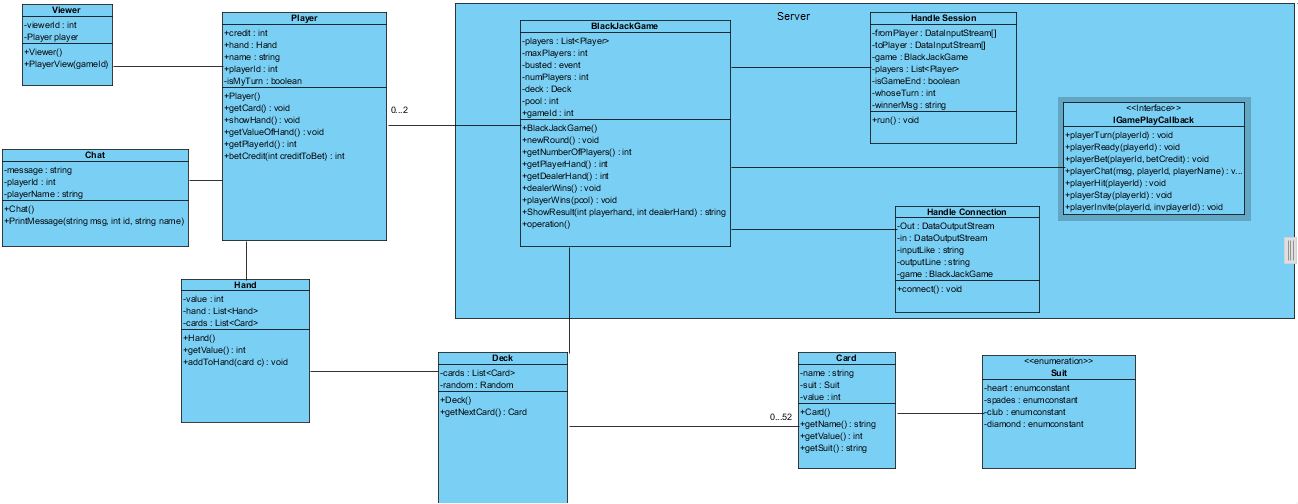 Viewer
-viewerId : int
-Player player
+Viewer()
+PlayerView(gameId)
Player
+credit : int
+hand : Hand
+name : string
+playerId : int
-isMyTurn : boolean
+Player()
+getCard() : void
+showHand() : void
+getValueOfHand() : void
+getPlayerId() : int
+betCredit(int creditToBet) : int
Chat
-message : string
-playerId : int
-playerName : string
+Chat()
+PrintMessage(string msg, int id, string name)
Hand
-value : int
-hand : List<Hand>
-cards : List<Card>
+Hand()
+getValue() : int
+addToHand(card c) : void
0...2
Server
BlackJackGame
-players : List<Player>
-maxPlayers : int
-busted : event
-numPlayers : int
-deck : Deck
-pool : int
+gameId : int
+BlackJackGame()
+newRound() : void
+getNumberOfPlayers() : int
+getPlayerHand() : int
+getDealerHand() : int
+dealerWins() : void
+playerWins(pool) : void
+ShowResult(int playerhand, int dealerHand) : string
+operation()
Handle Session
-fromPlayer : DataInputStream[]
-toPlayer : DataInputStream[]
-game : BlackJackGame
-players : List<Player>
-isGameEnd : boolean
-whoseTurn : int
-winnerMsg : string
+run() : void
<<Interface>>
IGamePlayCallback
+playerTurn(playerId) : void
+playerReady(playerId) : void
+playerBet(playerId, betCredit) : void
+playerChat(msg, playerId, playerName) : v...
+playerHit(playerId) : void
+playerStay(playerId) : void
+playerInvite(playerId, invplayerId) : void
Handle Connection
-Out : DataOutputStream
-in : DataOutputStream
-inputLike : string
-outputLine : string
-game : BlackJackGame
+connect() : void
Deck
-cards : List<Card>
-random : Random
+Deck()
+getNextCard() : Card
0...52
Card
-name : string
-suit : Suit
-value : int
+Card()
+getName() : string
+getValue() : int
+getSuit() : string
<<enumeration>>
Suit
-heart : enumconstant
-spades : enumconstant
-club : enumconstant
-diamond : enumconstant